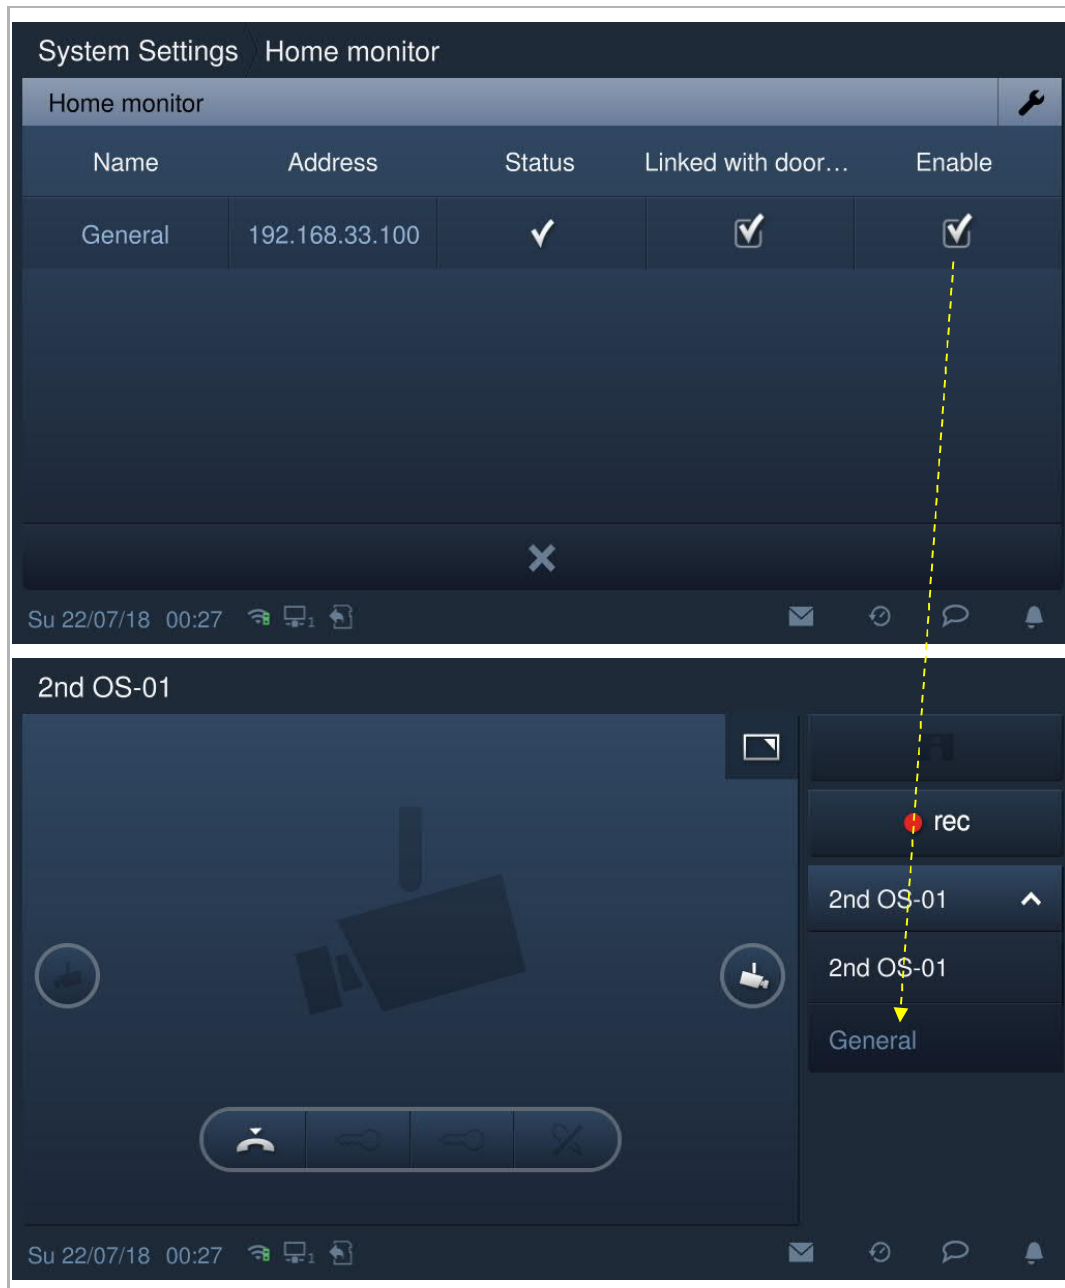 System Settings Home monitor
Home monitor
Name Address Status Linked with door... Enable
General 192.168.33.100
Su 22/07/18 00:27 1
2nd OS-01
rec
2nd OS-01
2nd OS-01
General
Su 22/07/18 00:27 1